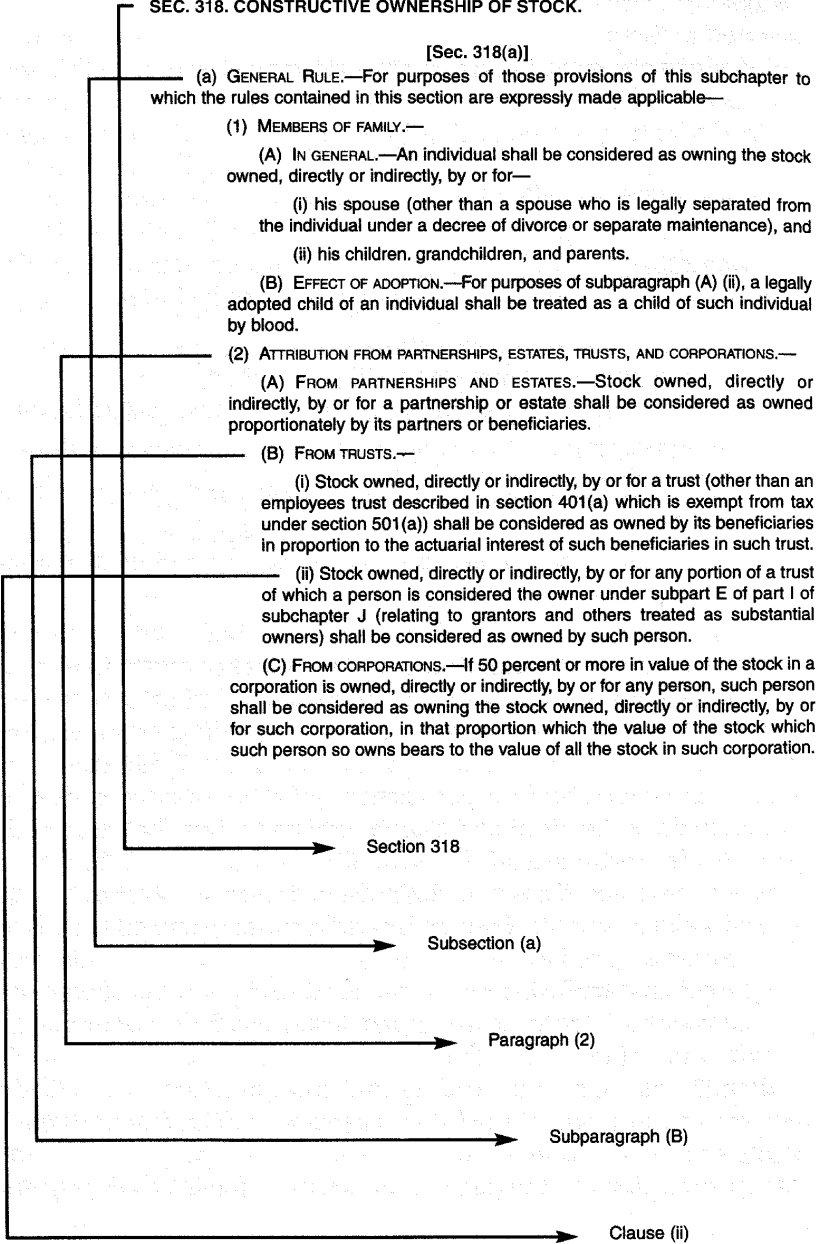 SEC. 318. CONSTRUCTIVE OWNERSHIP OF STOCK.
[Sec. 318(a)]
(a) GENERAL RULE.—For purposes of those provisions of this subchapter to
which the rules contained in this section are expressly made applicable—
(1) MEMBERS OF FAMILY.—
(A) IN GENERAL.—An individual shall be considered as owning the stock
owned, directly or indirectly, by or for—
(i) his spouse (other than a spouse who is legally separated from
the individual under a decree of divorce or separate maintenance), and
(ii) his children. grandchildren, and parents.
(B) EFFECT OF ADOPTION.—For purposes of subparagraph (A) (ii), a legally
adopted child of an individual shall be treated as a child of such individual
by blood.
(2) ATTRIBUTION FROM PARTNERSHIPS, ESTATES, TRUSTS, AND CORPORATIONS.—
(A) FROM PARTNERSHIPS AND ESTATES.—Stock owned, directly or
indirectly, by or for a partnership or estate shall be considered as owned
proportionately by its partners or beneficiaries.
(B) FROM TRUSTS.—
(i) Stock owned, directly or indirectly, by or for a trust (other than an
employees trust described in section 401(a) which is exempt from tax
under section 501(a)) shall be considered as owned by its beneficiaries
in proportion to the actuarial interest of such beneficiaries in such trust.
(ii) Stock owned, directly or indirectly, by or for any portion of a trust
of which a person is considered the owner under subpart E of part I of
subchapter J (relating to grantors and others treated as substantial
owners) shall be considered as owned by such person.
(C) FROM CORPORATIONS.—If 50 percent or more in value of the stock in a
corporation is owned, directly or indirectly, by or for any person, such person
shall be considered as owning the stock owned, directly or indirectly, by or
for such corporation, in that proportion which the value of the stock which
such person so owns bears to the value of all the stock in such corporation.
Section 318
Subsection (a)
Paragraph (2)
Subparagraph (B)
Clause (ii)